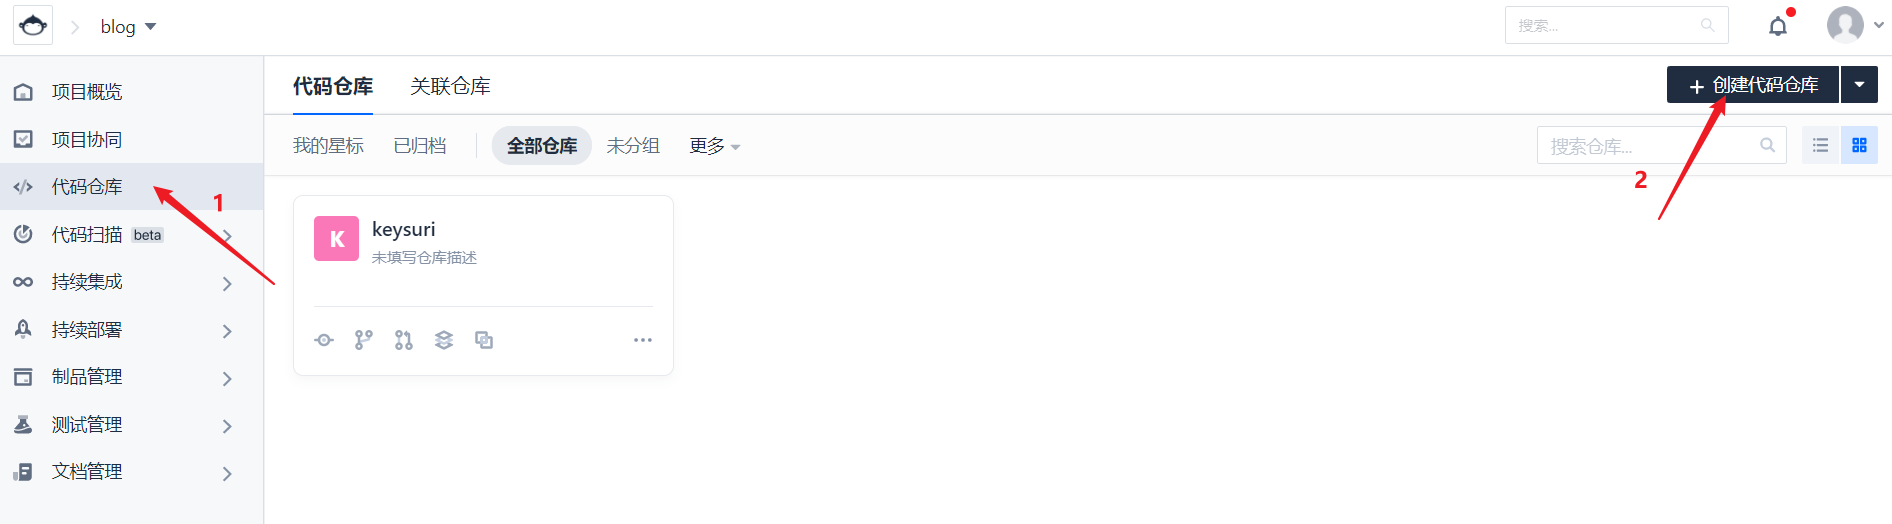 blog
搜索...
项目概览
项目协同
代码仓库
1
代码扫描 beta
持续集成
持续部署
制品管理
测试管理
文档管理
代码仓库 关联仓库
+ 创建代码仓库
我的星标 已归档 全部仓库 未分组 更多
搜索仓库...
2
K
keysuri
未填写仓库描述